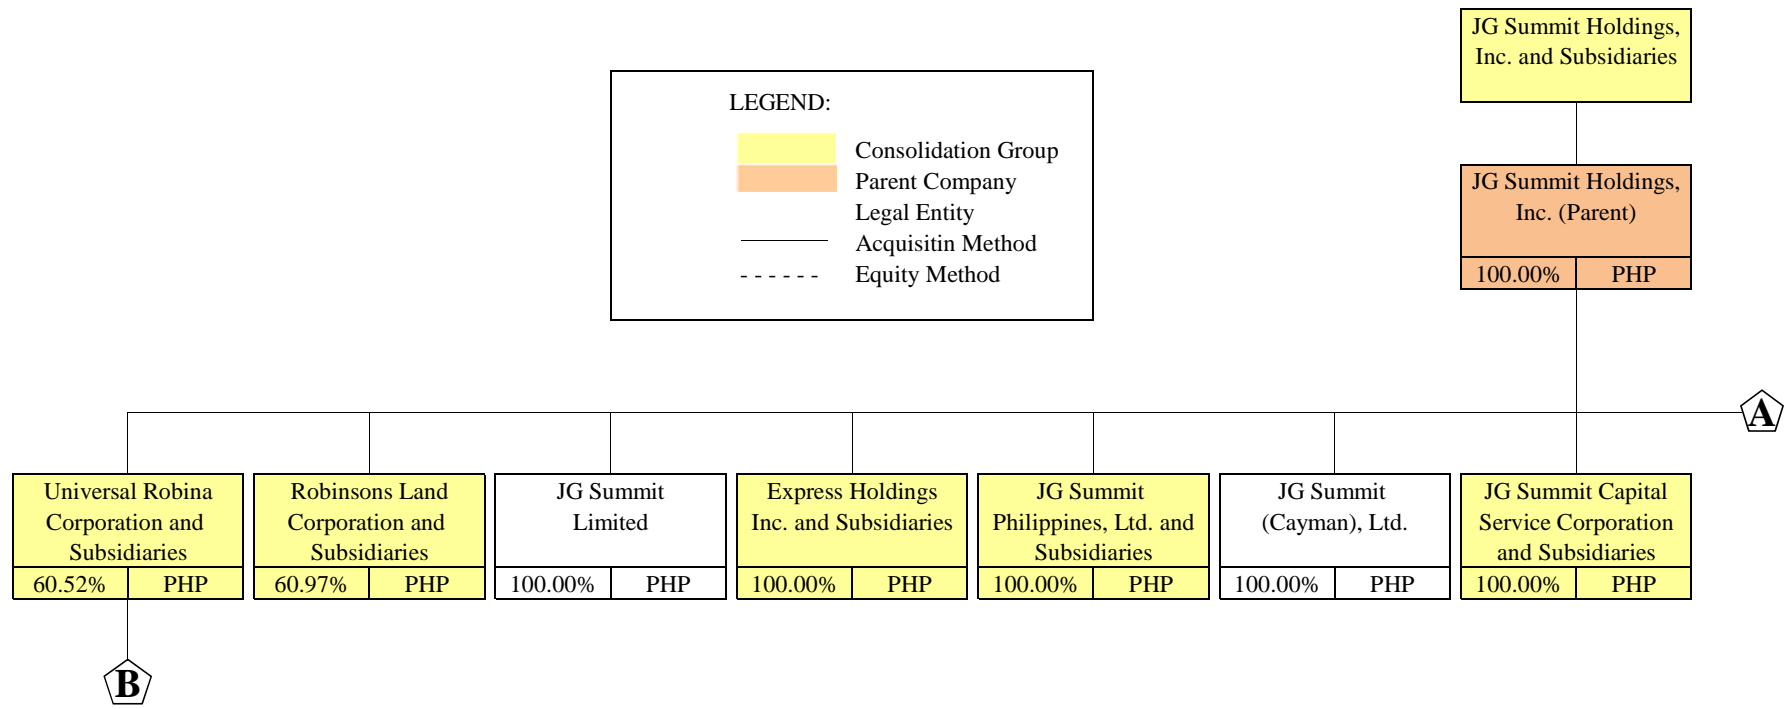 JG Summit Holdings,
Inc. and Subsidiaries
LEGEND:
Consolidation Group
Parent Company
Legal Entity
Acquisitin Method
Equity Method
JG Summit Holdings,
Inc. (Parent)
100.00% PHP
A
Universal Robina
Corporation and
Subsidiaries
60.52% PHP
Robinsons Land
Corporation and
Subsidiaries
60.97% PHP
JG Summit
Limited
100.00% PHP
Express Holdings
Inc. and Subsidiaries
100.00% PHP
JG Summit
Philippines, Ltd. and
Subsidiaries
100.00% PHP
JG Summit
(Cayman), Ltd.
100.00% PHP
JG Summit Capital
Service Corporation
and Subsidiaries
100.00% PHP
B